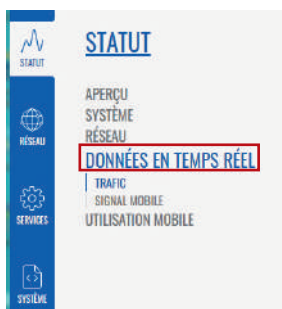 STATUT
STATUT
APERÇU
SYSTÈME
RÉSEAU
RÉSEAU
DONNÉES EN TEMPS RÉEL
TRAFIC
SIGNAL MOBILE
SERVICES
UTILISATION MOBILE
SYSTÈME